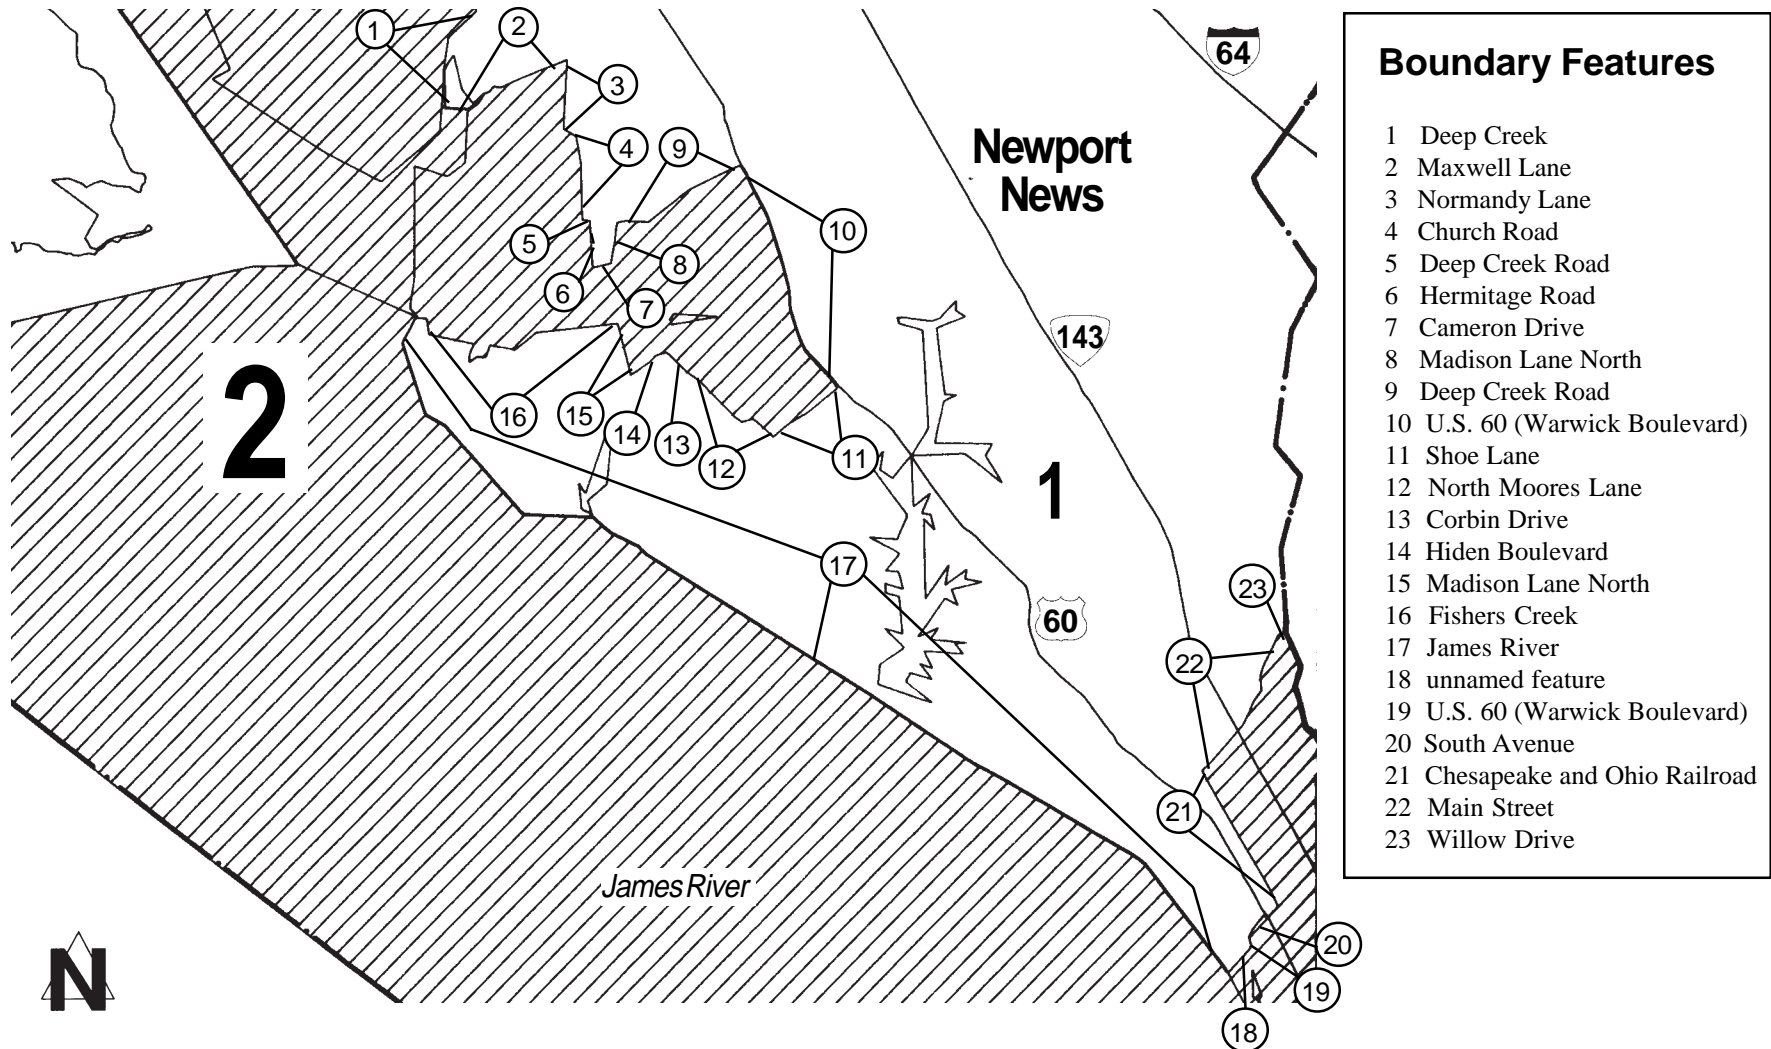 1
2
3
4
9
5
6
7
8
10
64
Newport
News
143
2
16
15
14
13
12
11
1
17
60
23
22
21
James River
N
20
19
18
Boundary Features
1 Deep Creek
2 Maxwell Lane
3 Normandy Lane
4 Church Road
5 Deep Creek Road
6 Hermitage Road
7 Cameron Drive
8 Madison Lane North
9 Deep Creek Road
10 U.S. 60 (Warwick Boulevard)
11 Shoe Lane
12 North Moores Lane
13 Corbin Drive
14 Hiden Boulevard
15 Madison Lane North
16 Fishers Creek
17 James River
18 unnamed feature
19 U.S. 60 (Warwick Boulevard)
20 South Avenue
21 Chesapeake and Ohio Railroad
22 Main Street
23 Willow Drive